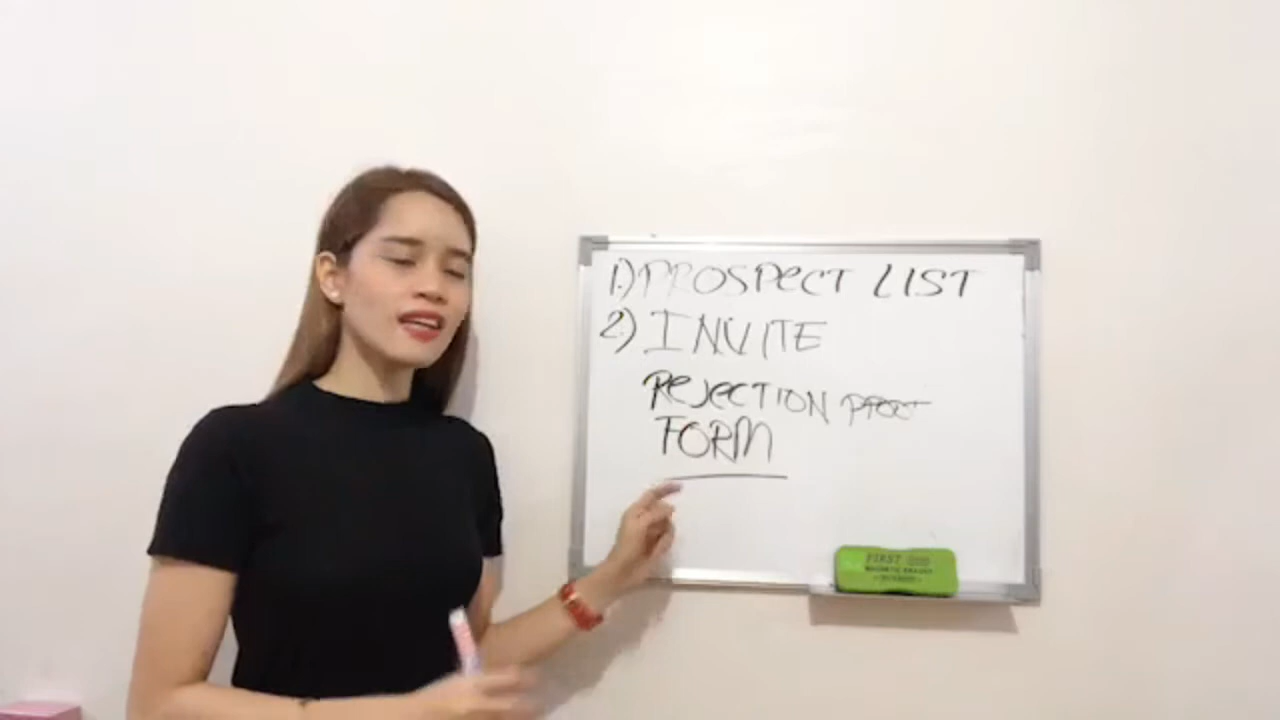 1.) PROSPECT LIST
2.) INVITE
REJECTION PROOF
FORM
FIRST
MAGNETIC ERASER